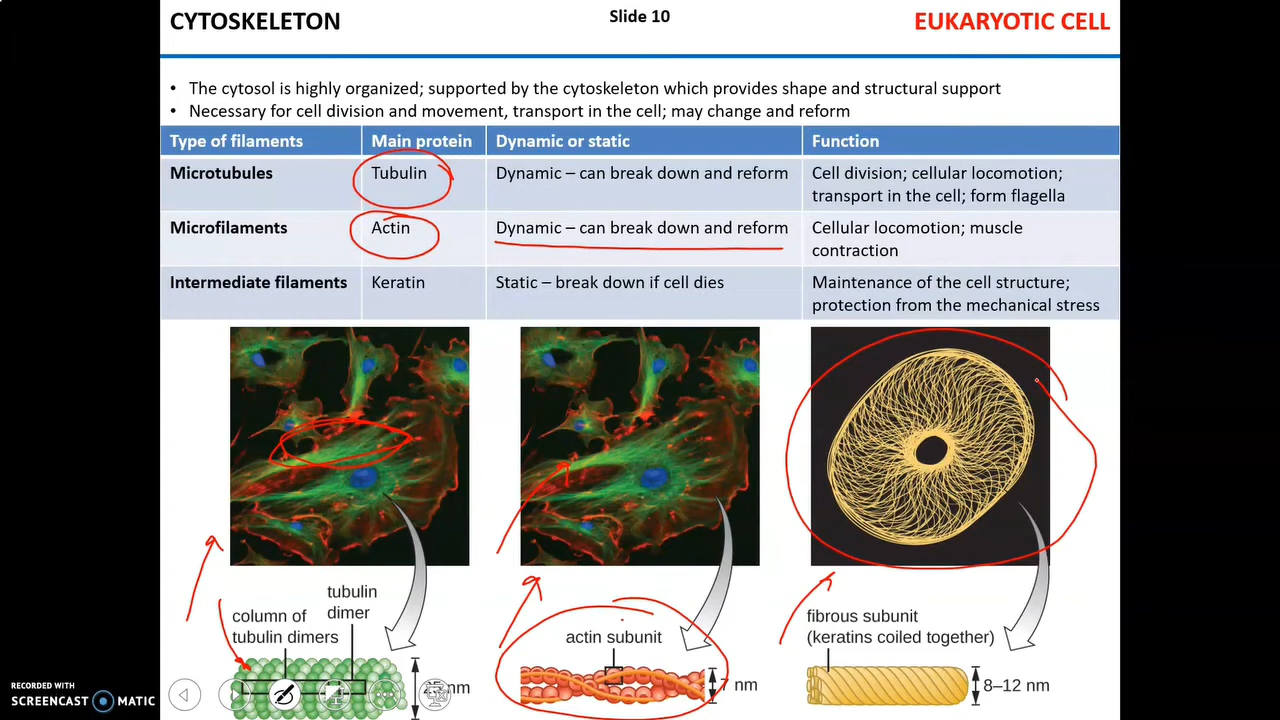 CYTOSKELETON
Slide 10
EUKARYOTIC CELL
• The cytosol is highly organized; supported by the cytoskeleton which provides shape and structural support
• Necessary for cell division and movement, transport in the cell; may change and reform
Type of filaments Main protein Dynamic or static Function
Microtubules Tubulin Dynamic – can break down and reform Cell division; cellular locomotion;
transport in the cell; form flagella
Microfilaments Actin Dynamic – can break down and reform Cellular locomotion; muscle
contraction
Intermediate filaments Keratin Static – break down if cell dies Maintenance of the cell structure;
protection from the mechanical stress
tubulin
dimer
column of
tubulin dimers
nm
actin subunit
7 nm
fibrous subunit
(keratins coiled together)
8–12 nm
RECORDED WITH
SCREENCAST MATIC